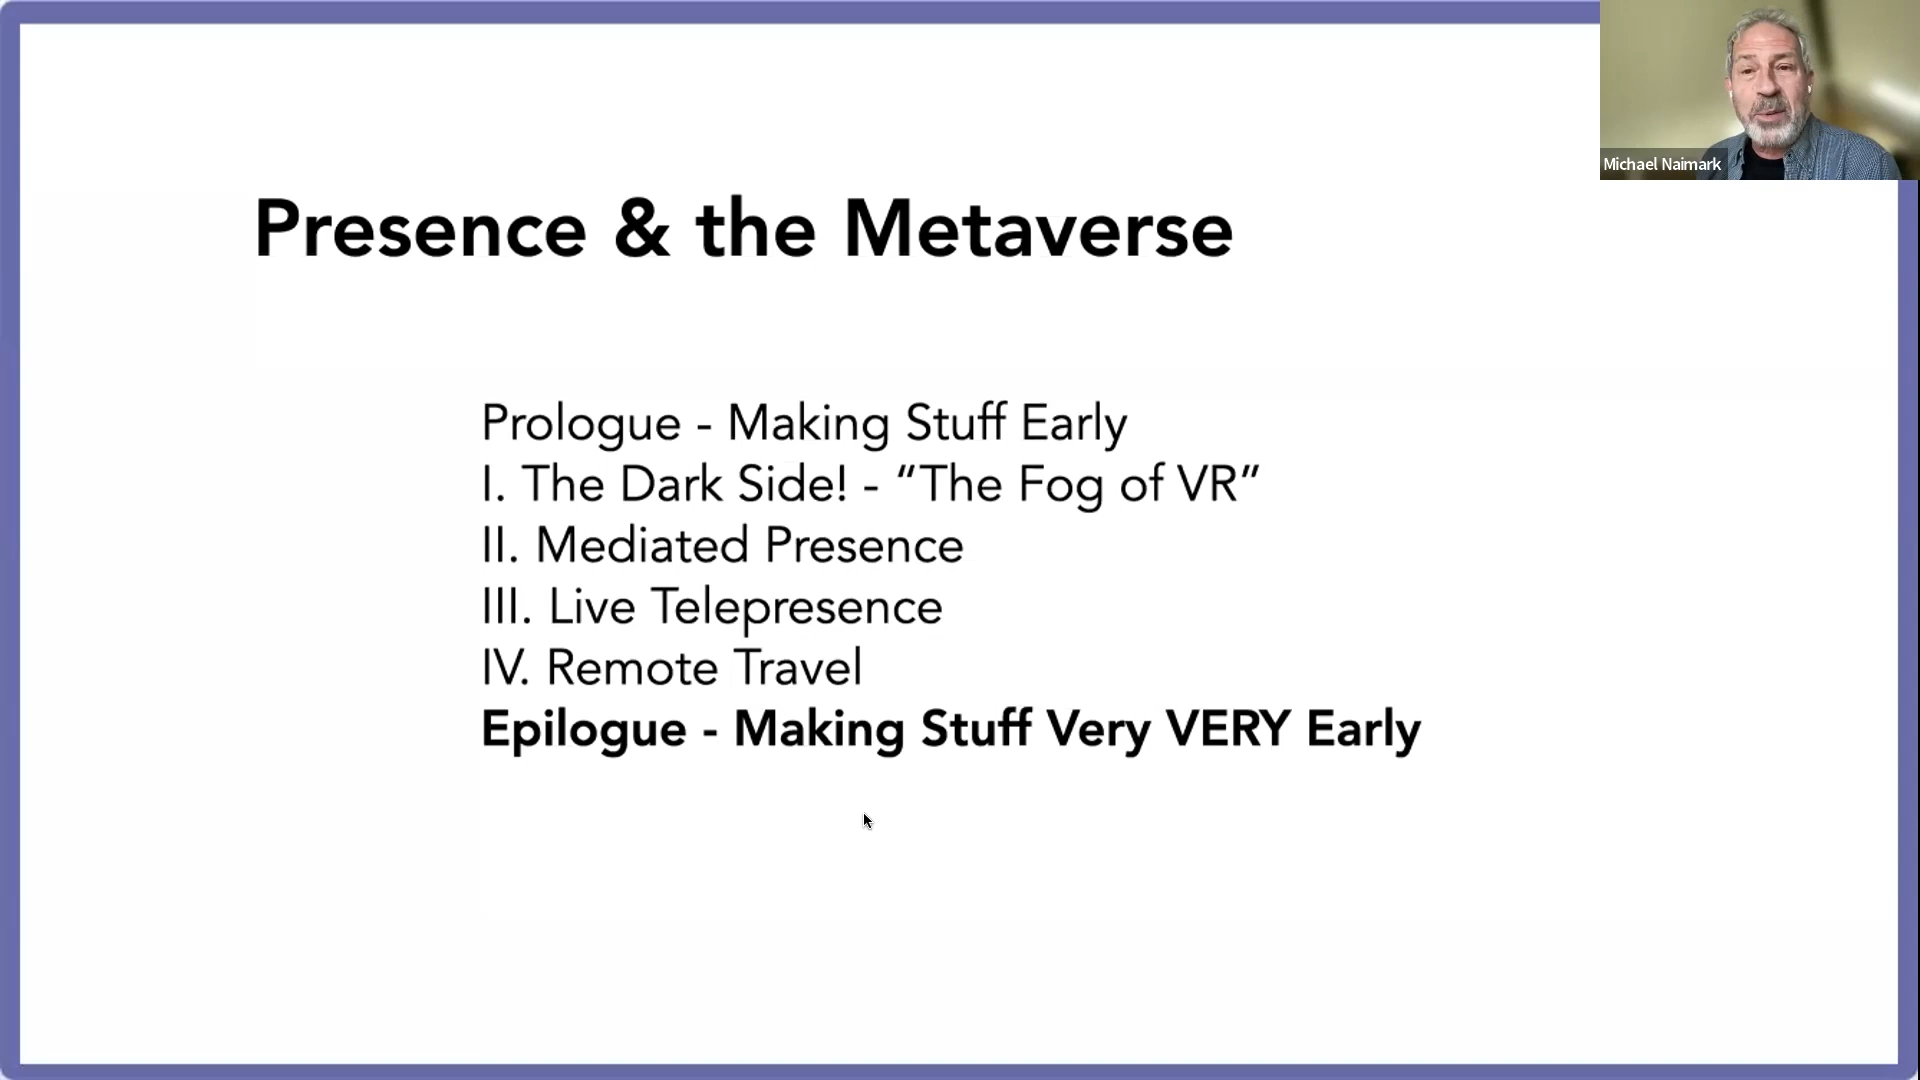 Presence & the Metaverse
Prologue - Making Stuff Early
I. The Dark Side! - “The Fog of VR”
II. Mediated Presence
III. Live Telepresence
IV. Remote Travel
Epilogue - Making Stuff Very VERY Early
Michael Naimark